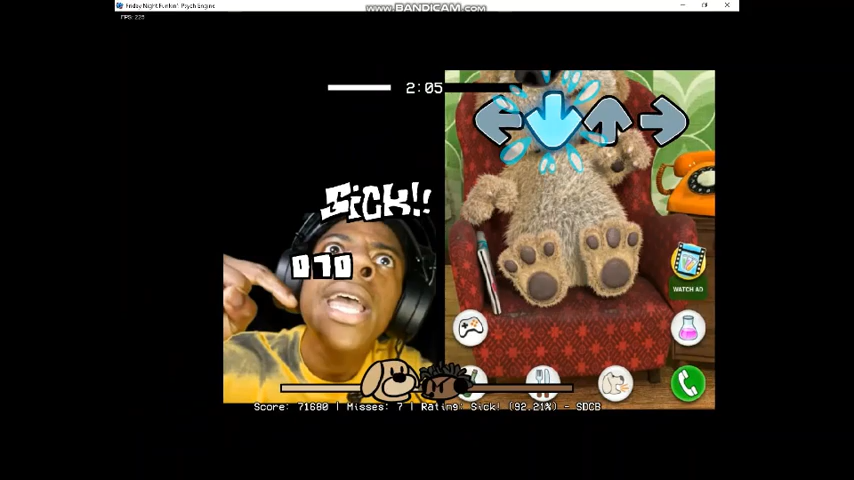 Friday Night Funkin': Psych Engine
WWW.BANDICAM.COM
FPS: 225
2:05
Sick!!
070
WATCH AD
Score: 71680 | Misses: 7 | Rating: Sick! (92.21%) - SDCB